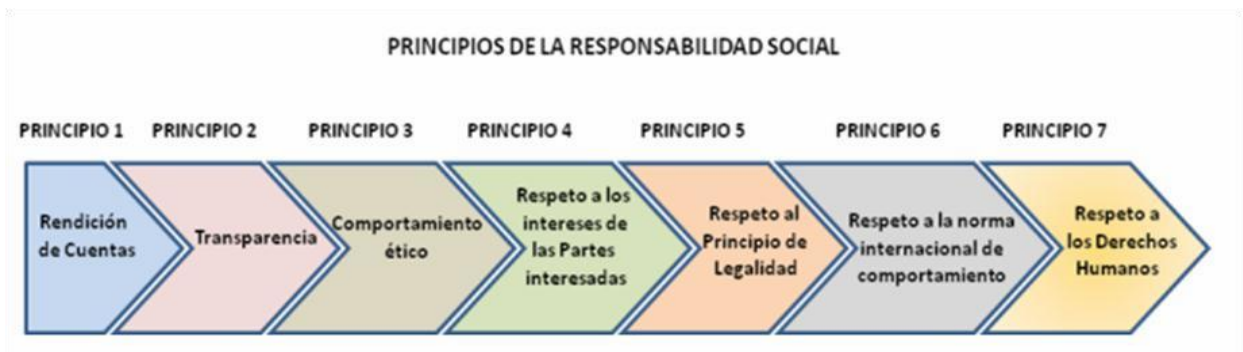 PRINCIPIOS DE LA RESPONSABILIDAD SOCIAL
PRINCIPIO 1
PRINCIPIO 2
PRINCIPIO 3
PRINCIPIO 4
PRINCIPIO 5
PRINCIPIO 6
PRINCIPIO 7
Rendición
de Cuentas
Transparencia
Comportamiento
ético
Respeto a los
intereses de
las Partes
interesadas
Respeto al
Principio de
Legalidad
Respeto a la norma
internacional de
comportamiento
Respeto a
los Derechos
Humanos